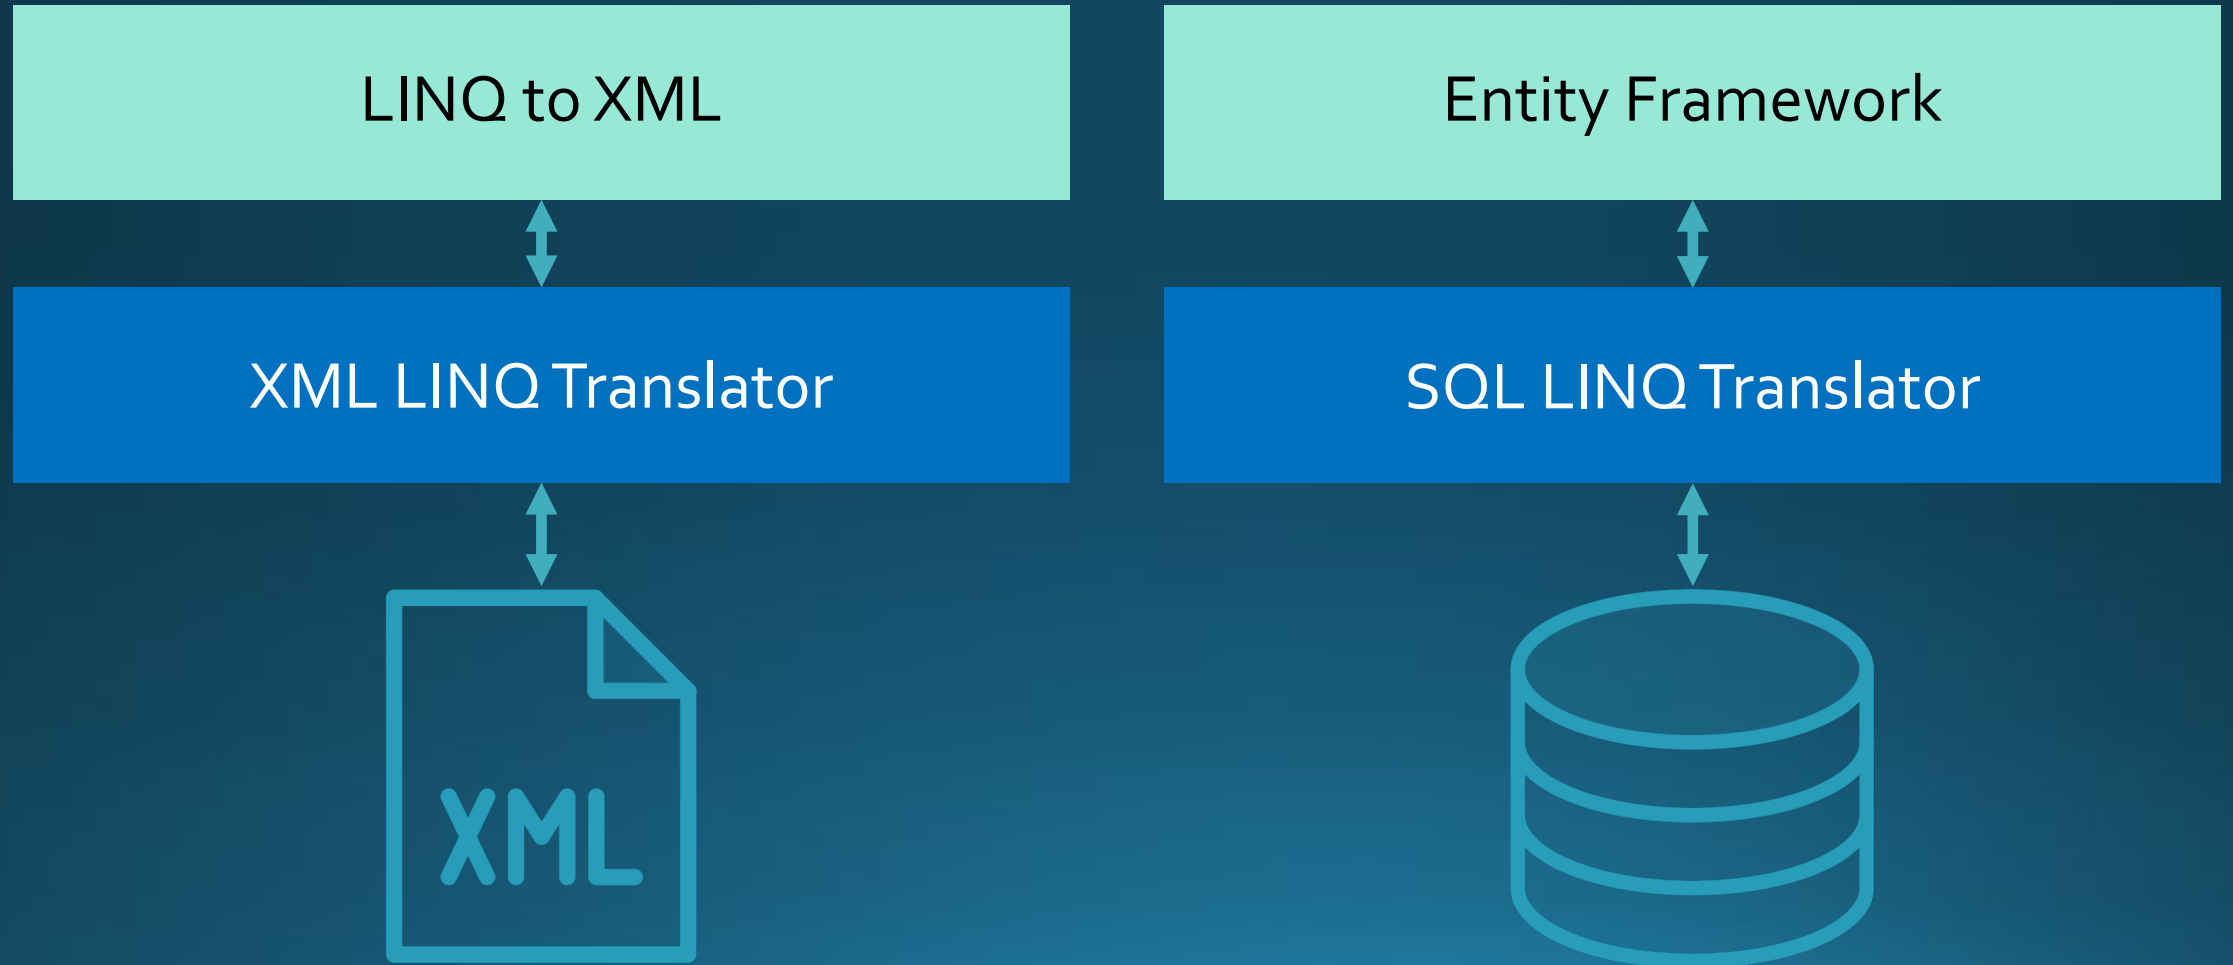 LINQ to XML
Entity Framework
XML LINQ Translator
SQL LINQ Translator
XML